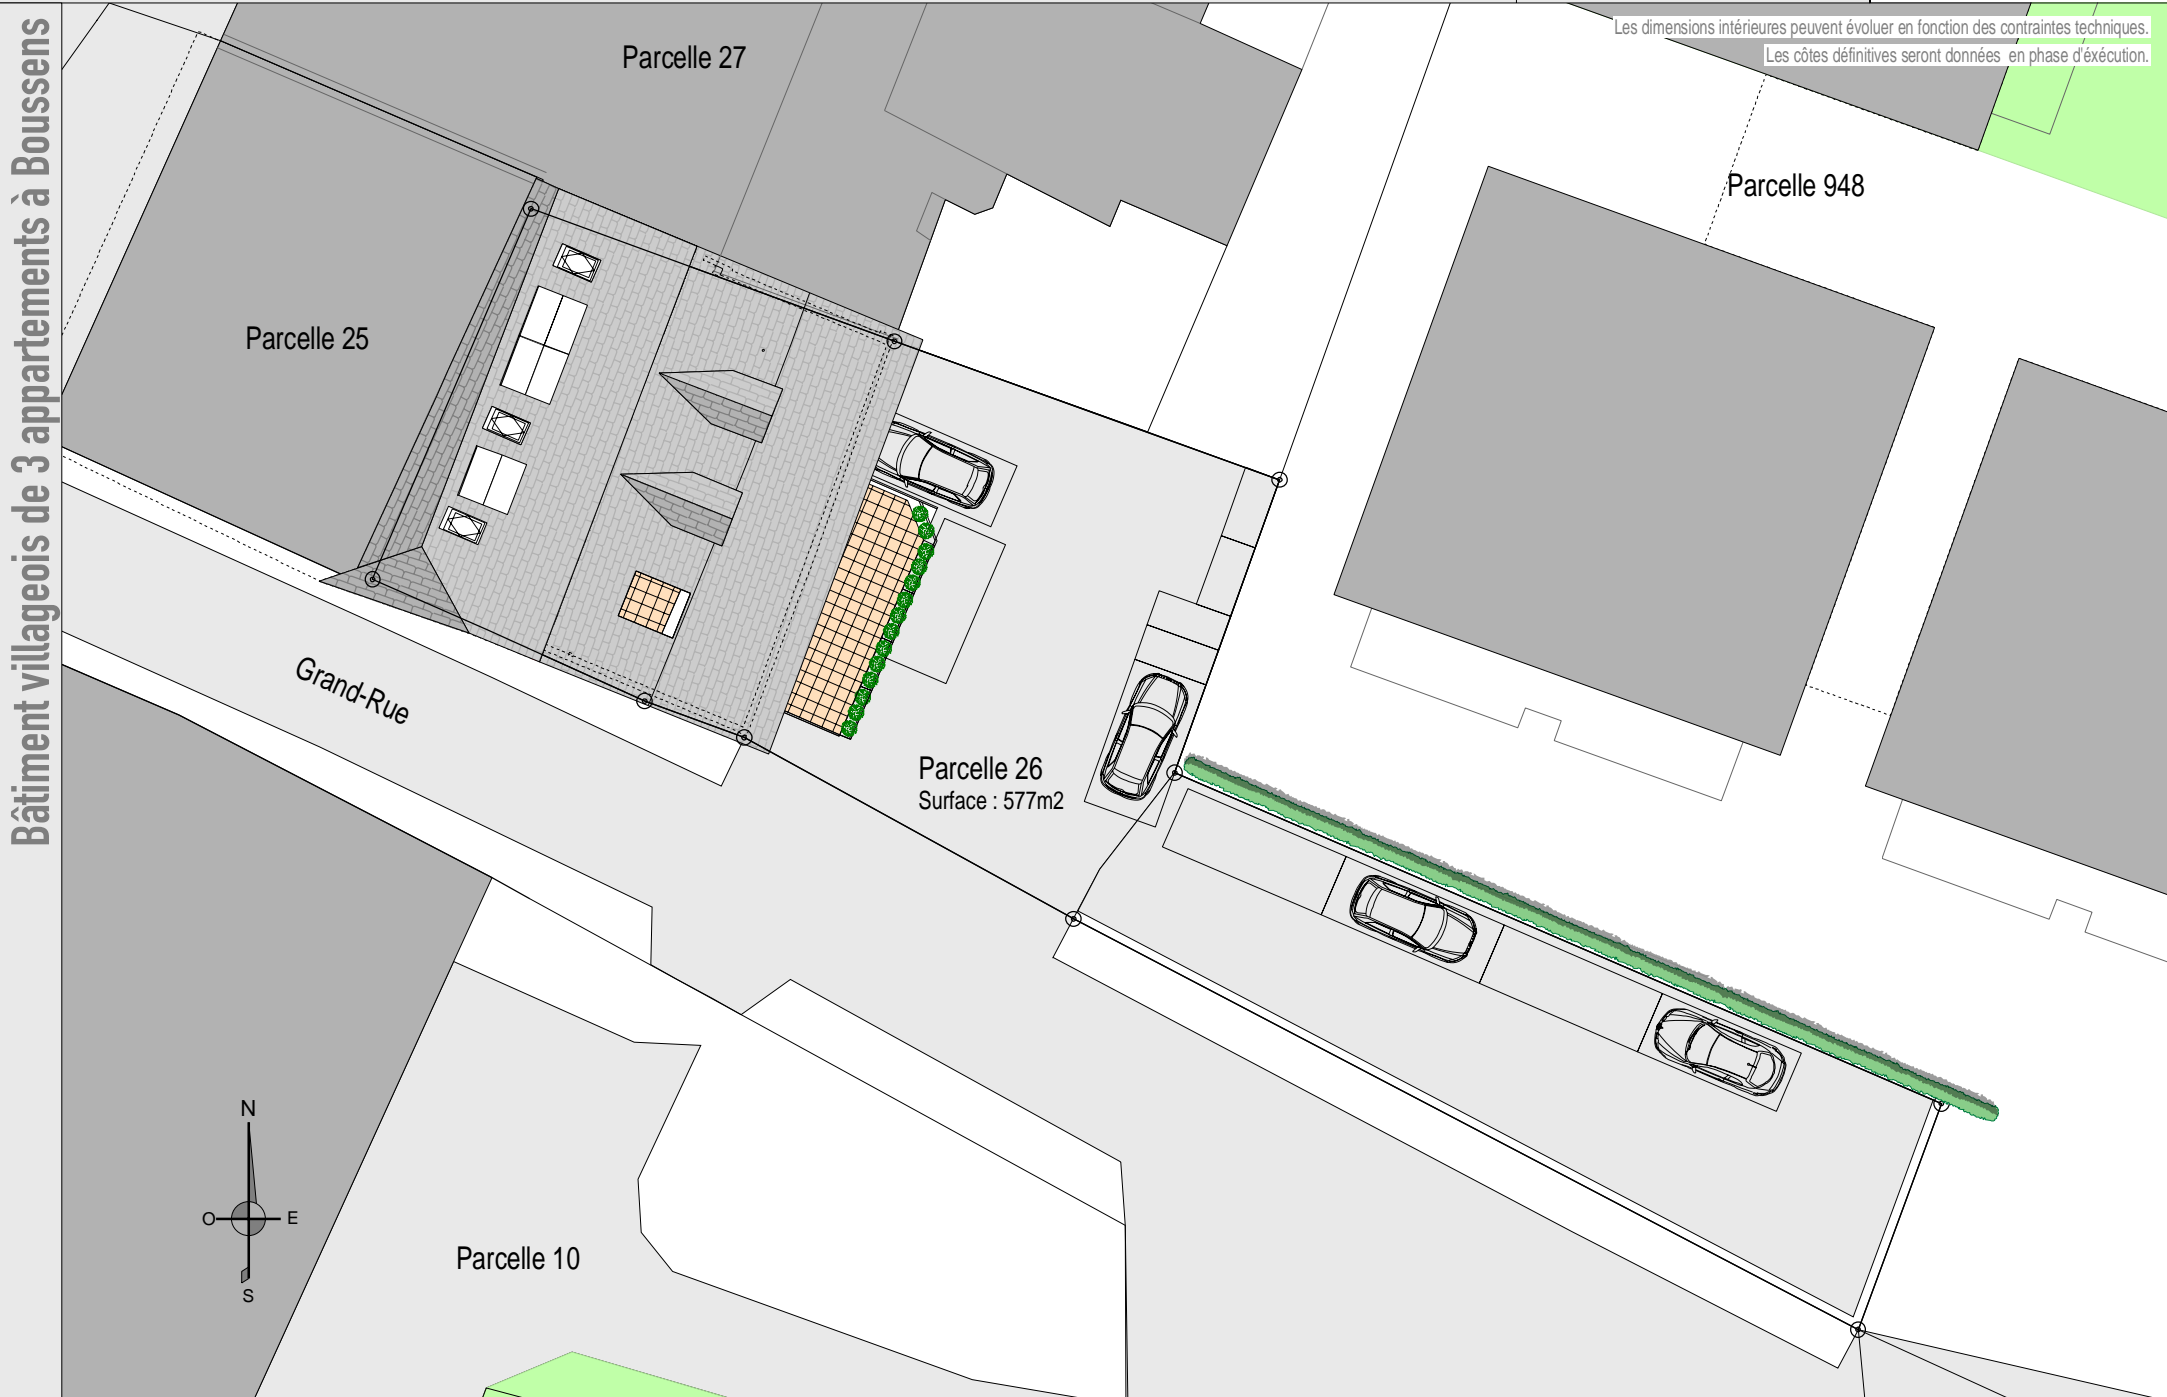 Bâtiment villageois de 3 appartements à Boussens
Les dimensions intérieures peuvent évoluer en fonction des contraintes techniques.
Les côtes définitives seront données en phase d'éxécution.
Parcelle 27
Parcelle 948
Parcelle 25
Grand-Rue
Parcelle 26
Surface : 577m2
N
O
E
S
Parcelle 10